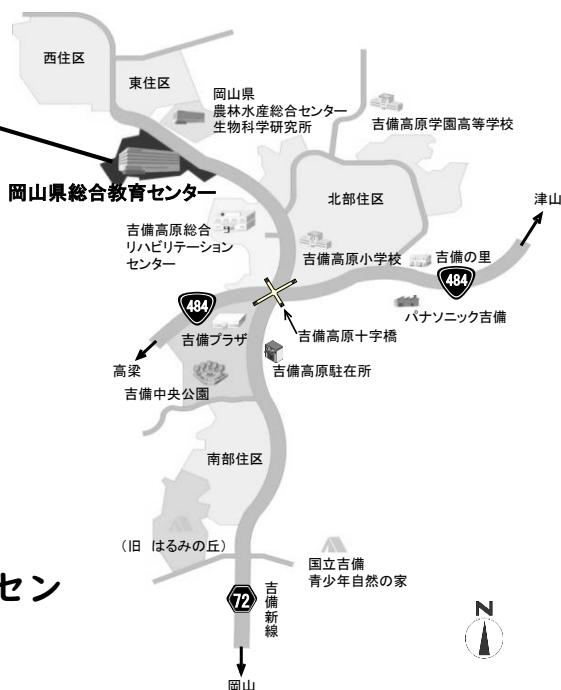 西住区
東住区
岡山県
農林水産総合センター
生物科学研究所
吉備高原学園高等学校
岡山県総合教育センター
北部住区
津山
吉備高原総合
リハビリテーション
センター
吉備高原小学校
吉備の里
484
484
パナソニック吉備
吉備高原十字橋
吉備プラザ
吉備高原駐在所
高梁
吉備中央公園
南部住区
(旧 はるみの丘)
国立吉備
青少年自然の家
セン
72
吉備新線
N
岡山